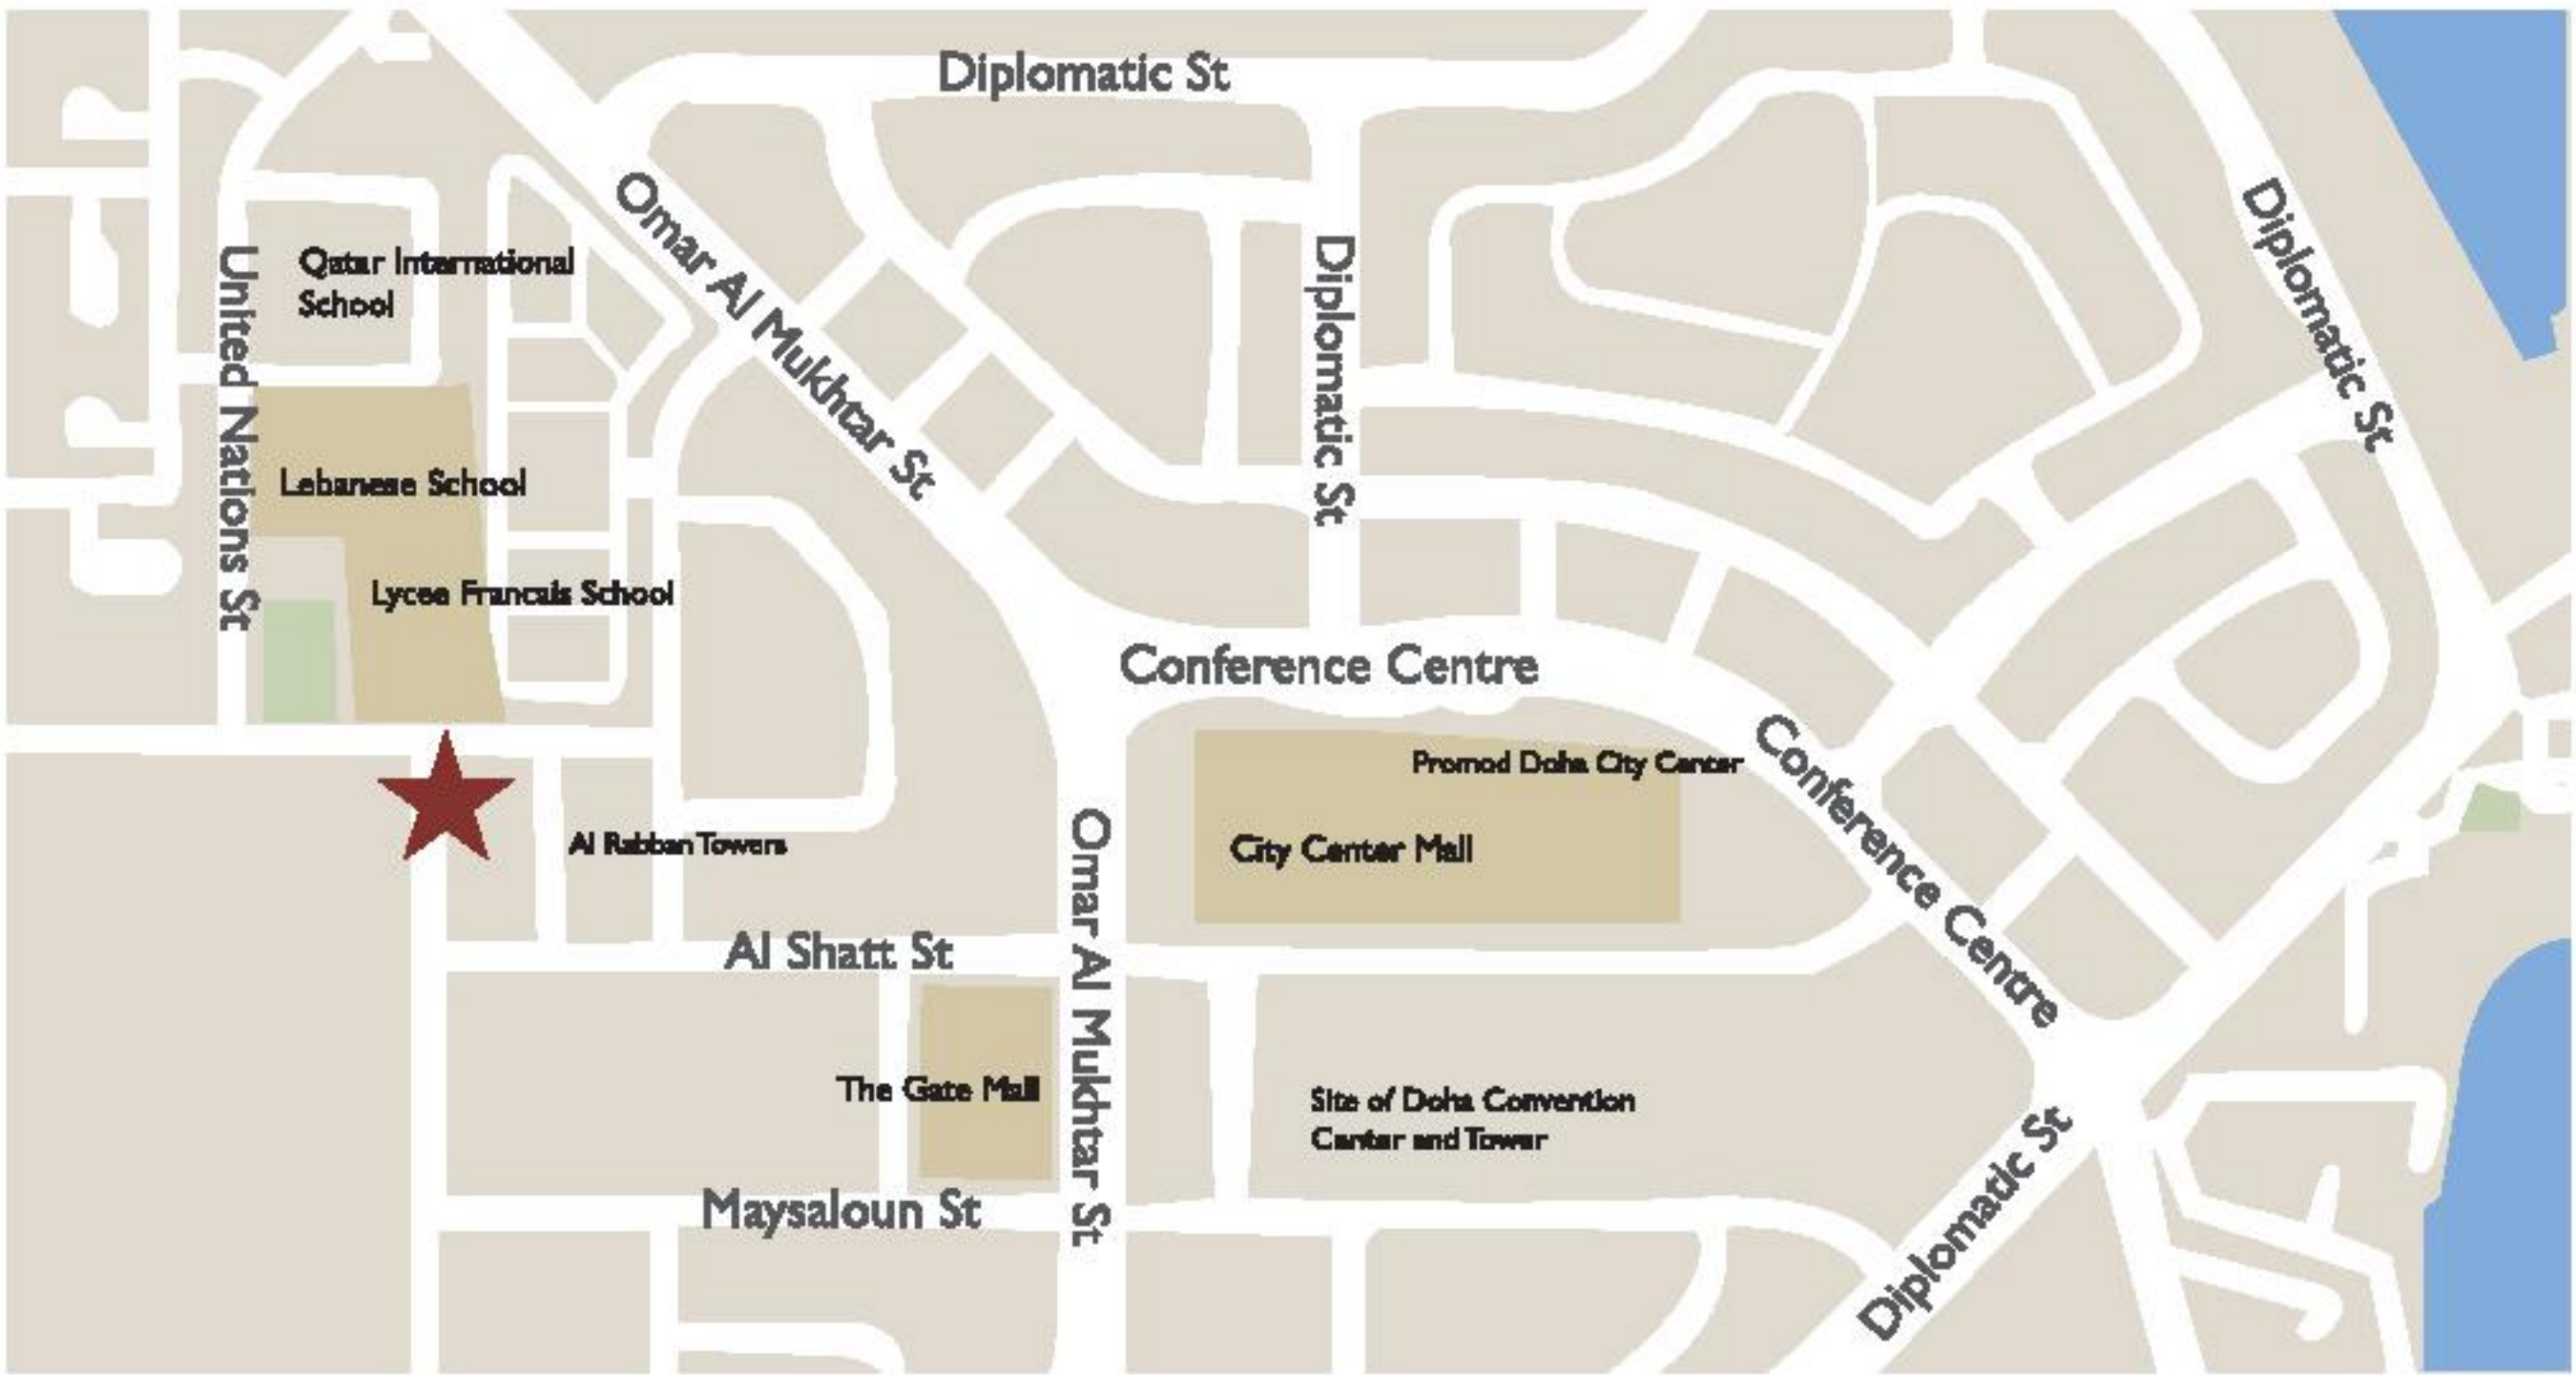 Diplomatic St
Omar Al Mukhtar St
Diplomatic St
Diplomatic St
United Nations St
Qatar International
School
Lebanese School
Lycee Francais School
Conference Centre
Conference Centre
Promod Doha City Center
City Center Mall
Al Rabban Towers
Omar Al Mukhtar St
Al Shatt St
The Gate Mall
Site of Doha Convention
Center and Tower
Maysaloun St
Diplomatic St